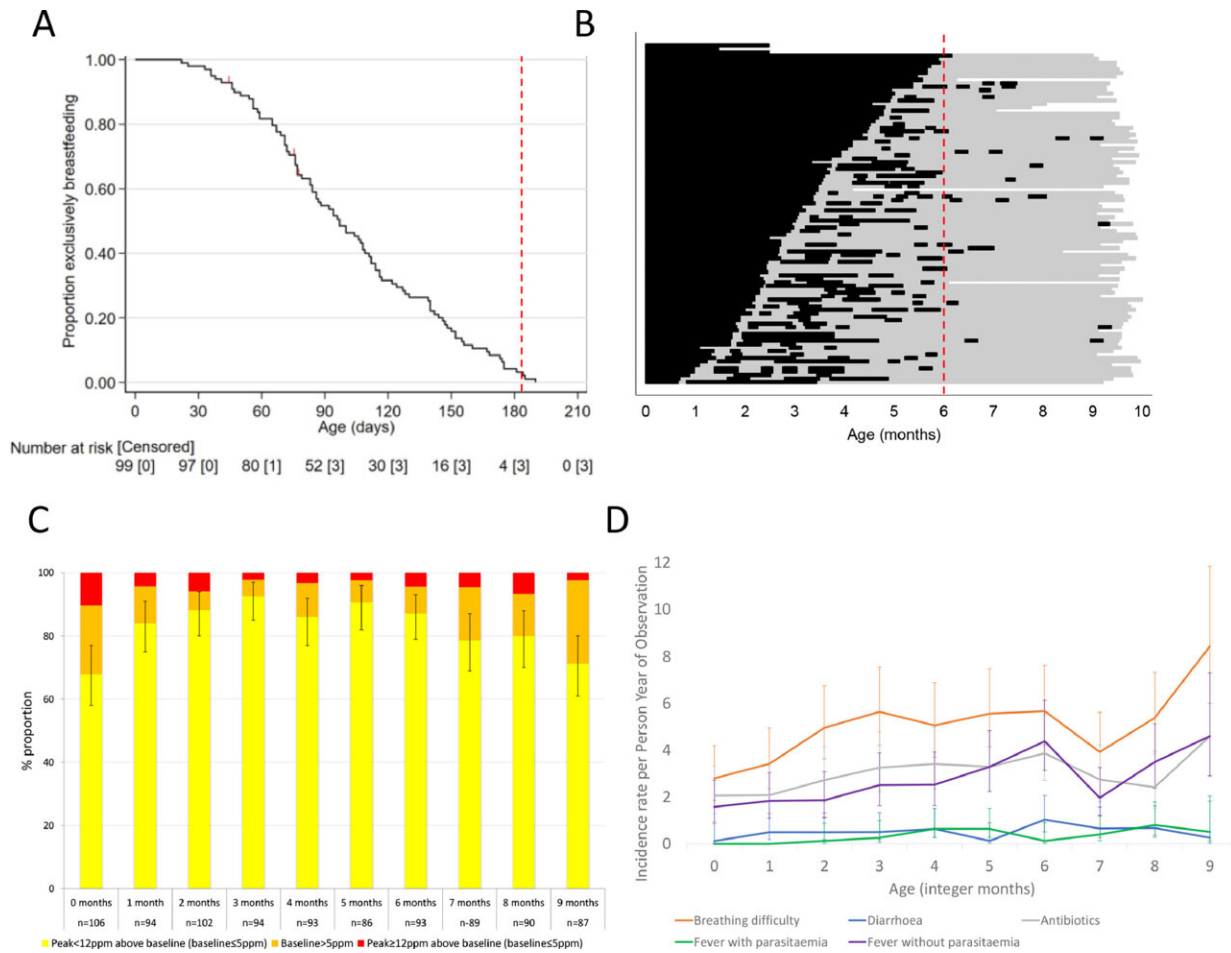 A
1.00
0.80
0.60
0.40
0.20
0.00
Proportion exclusively breastfeeding
0 30 60 90 120 150 180 210
Age (days)
Number at risk [Censored]
99 [0] 97 [0] 80 [1] 52 [3] 30 [3] 16 [3] 4 [3] 0 [3]
B
0 1 2 3 4 5 6 7 8 9 10
Age (months)
C
100
80
60
40
20
0
% proportion
0 months 1 month 2 months 3 months 4 months 5 months 6 months 7 months 8 months 9 months
n=106 n=94 n=102 n=94 n=93 n=86 n=93 n=89 n=90 n=87
Peak<12ppm above baseline (baseline≤5ppm) Baseline>5ppm Peak≥12ppm above baseline (baseline≤5ppm)
D
12
10
8
6
4
2
0
Incidence rate per Person Year of Observation
0 1 2 3 4 5 6 7 8 9
Age (integer months)
Breathing difficulty Diarrhoea Antibiotics
Fever with parasitaemia Fever without parasitaemia